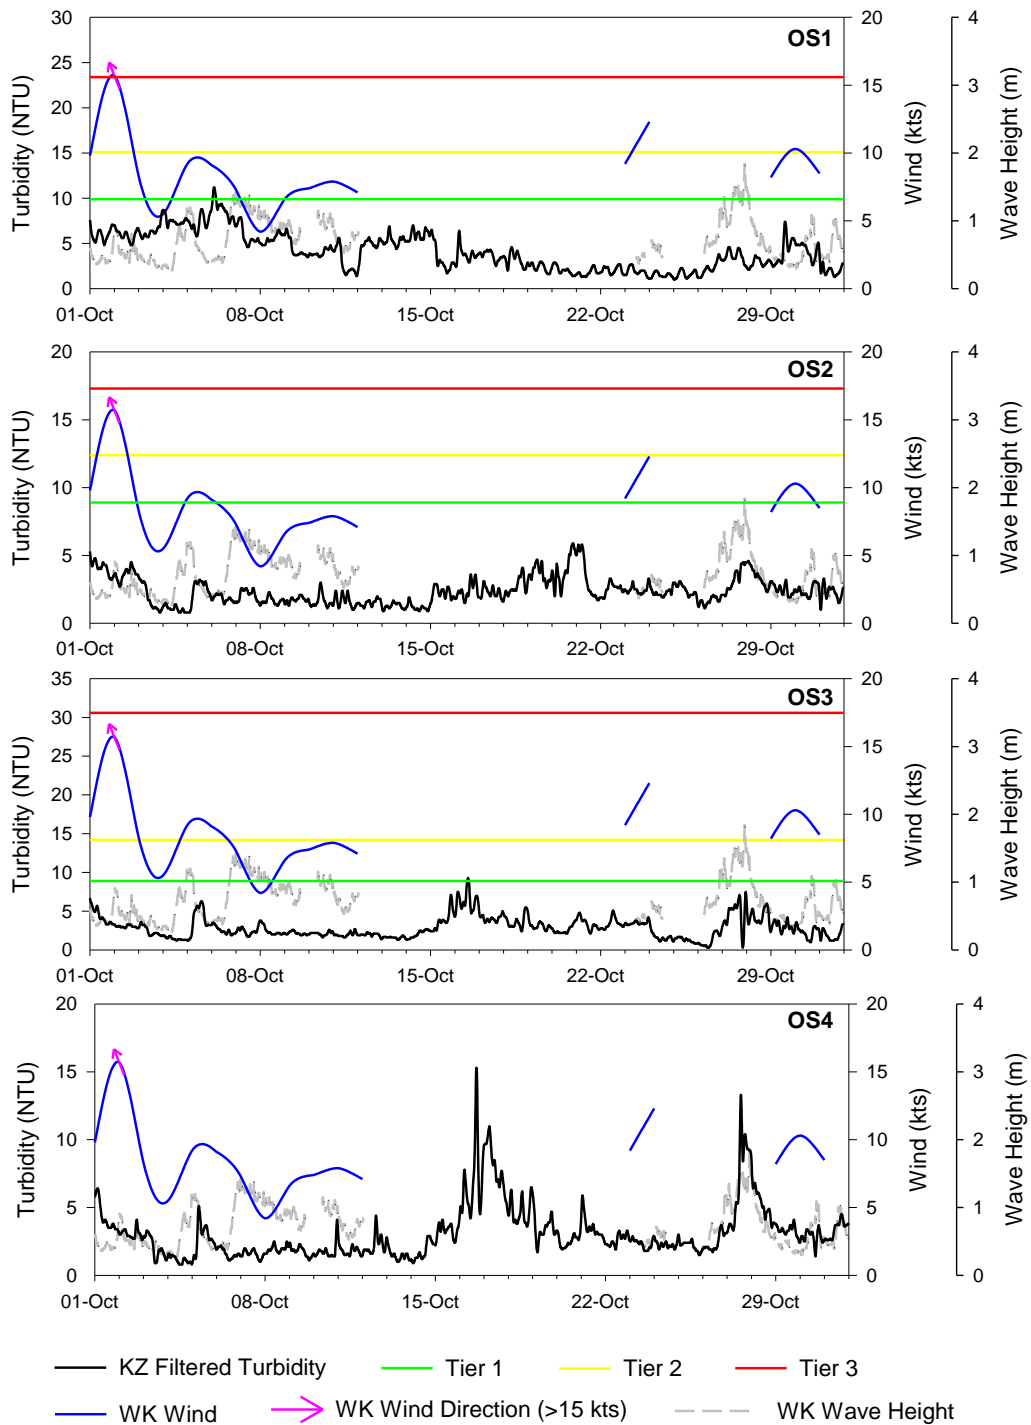 OS1
Turbidity (NTU)
30
25
20
15
10
5
0
Wind (kts)
20
15
10
5
0
Wave Height (m)
4
3
2
1
0
01-Oct 08-Oct 15-Oct 22-Oct 29-Oct
OS2
Turbidity (NTU)
20
15
10
5
0
Wind (kts)
20
15
10
5
0
Wave Height (m)
4
3
2
1
0
01-Oct 08-Oct 15-Oct 22-Oct 29-Oct
OS3
Turbidity (NTU)
35
30
25
20
15
10
5
0
Wind (kts)
20
15
10
5
0
Wave Height (m)
4
3
2
1
0
01-Oct 08-Oct 15-Oct 22-Oct 29-Oct
OS4
Turbidity (NTU)
20
15
10
5
0
Wind (kts)
20
15
10
5
0
Wave Height (m)
4
3
2
1
0
01-Oct 08-Oct 15-Oct 22-Oct 29-Oct
KZ Filtered Turbidity Tier 1 Tier 2 Tier 3
WK Wind WK Wind Direction (>15 kts) WK Wave Height